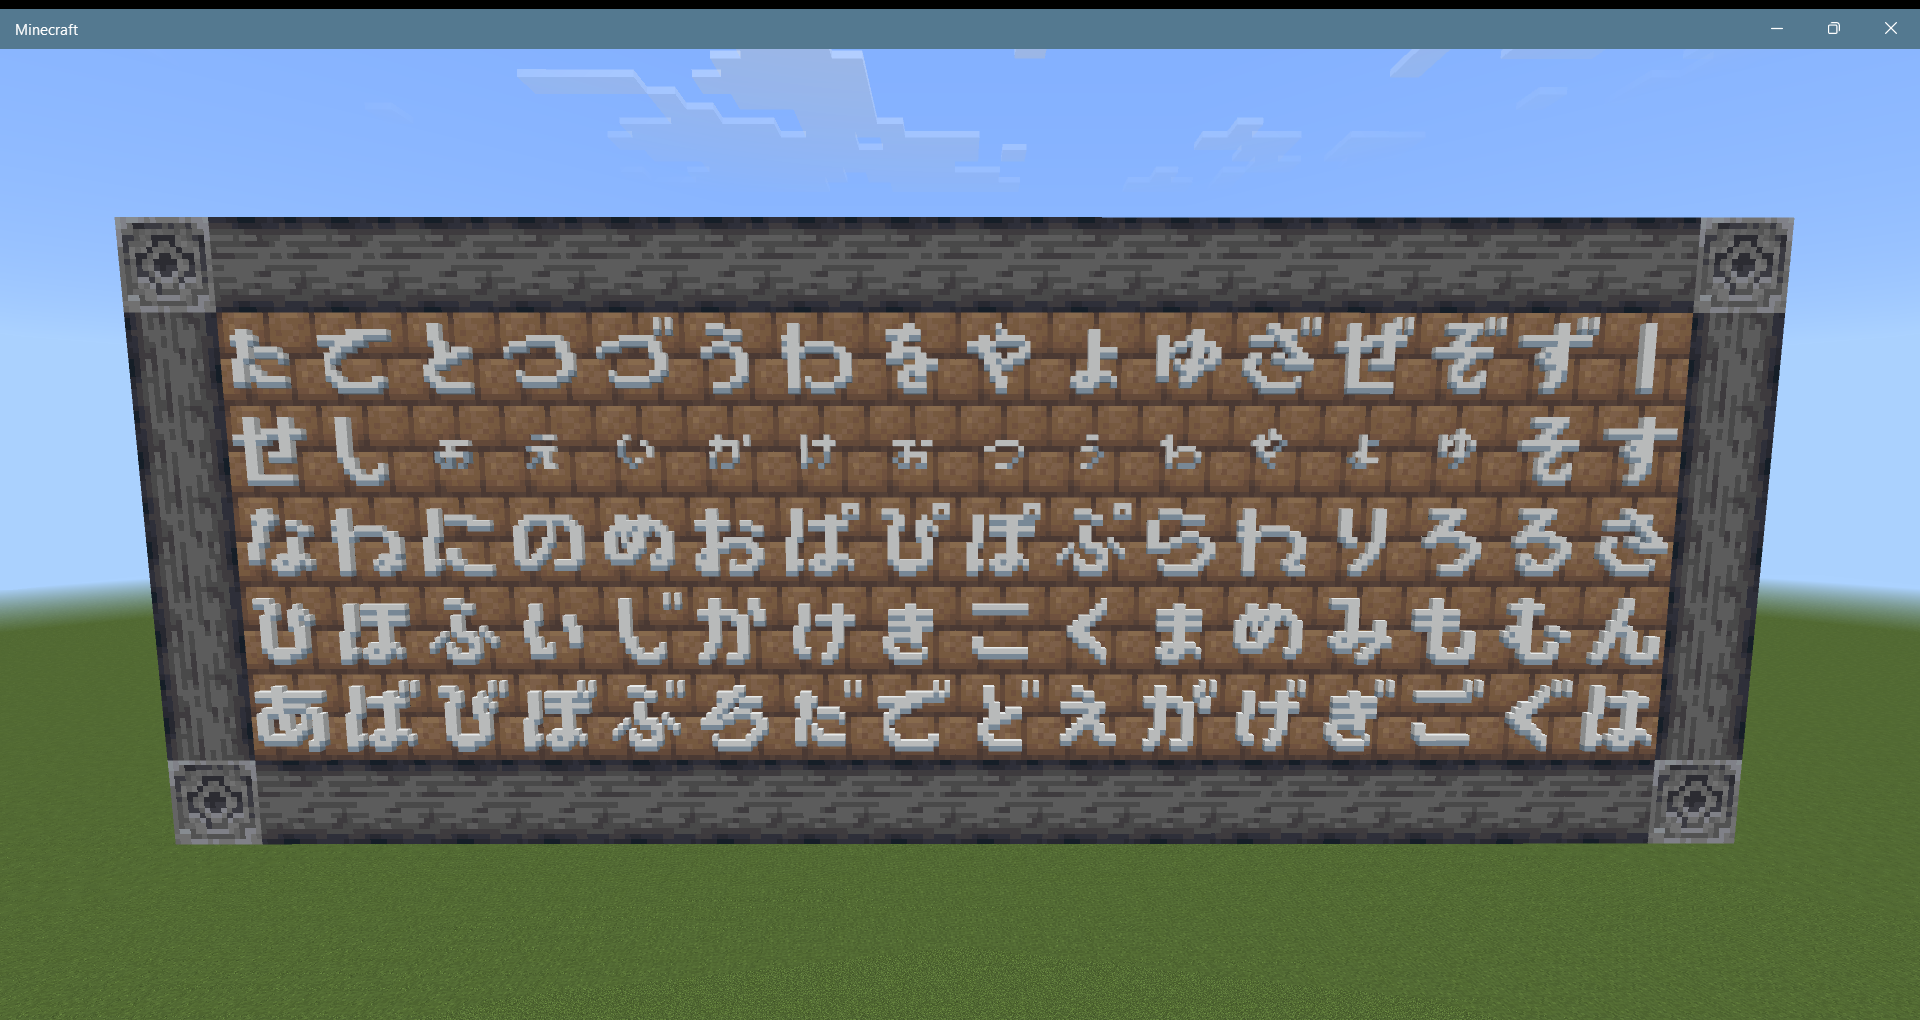 Minecraft
たてとつづうわゑやよゆざぜぞずー
せしぁぇぃゕゖぉっぅゎゃょゅそす
なねにのぬおぱぴぽぷられりろるさ
ひほふいじかけきこくまめみもむん
あばびぼぶちだでどえがげぎごぐは